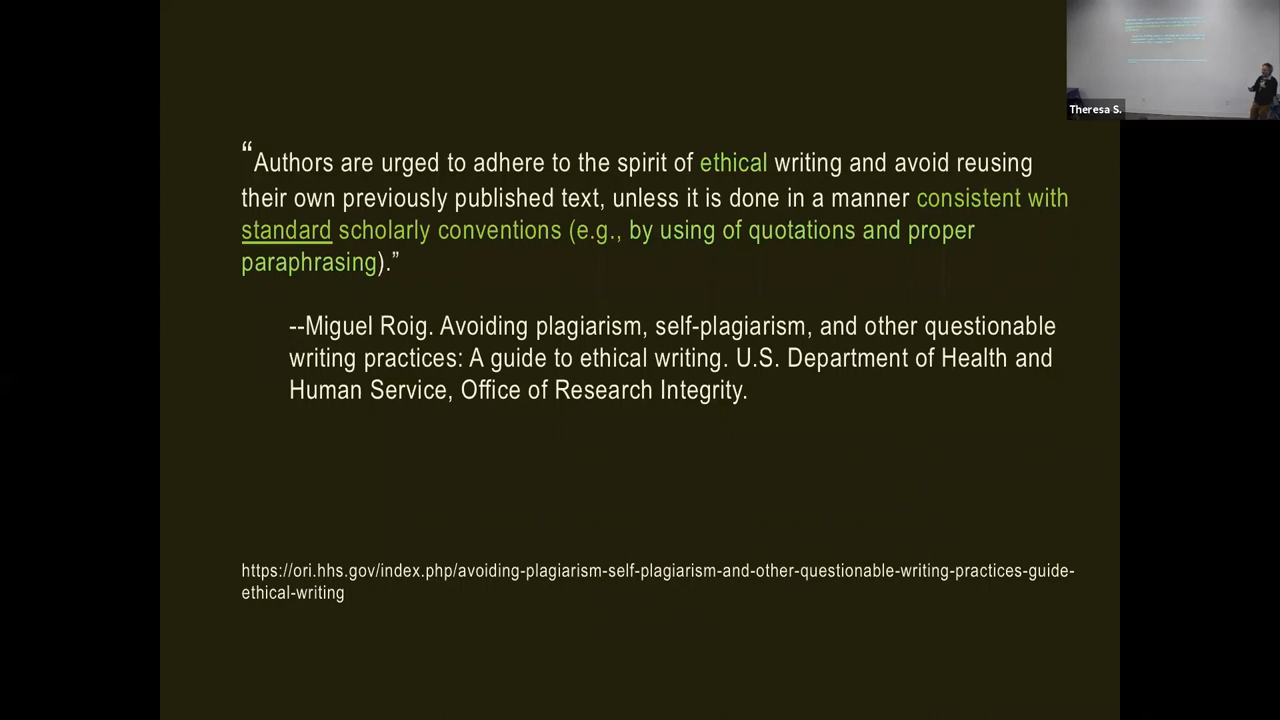 Theresa S.
“Authors are urged to adhere to the spirit of ethical writing and avoid reusing
their own previously published text, unless it is done in a manner consistent with
standard scholarly conventions (e.g., by using of quotations and proper
paraphrasing).”
--Miguel Roig. Avoiding plagiarism, self-plagiarism, and other questionable
writing practices: A guide to ethical writing. U.S. Department of Health and
Human Service, Office of Research Integrity.
https://ori.hhs.gov/index.php/avoiding-plagiarism-self-plagiarism-and-other-questionable-writing-practices-guide-
ethical-writing